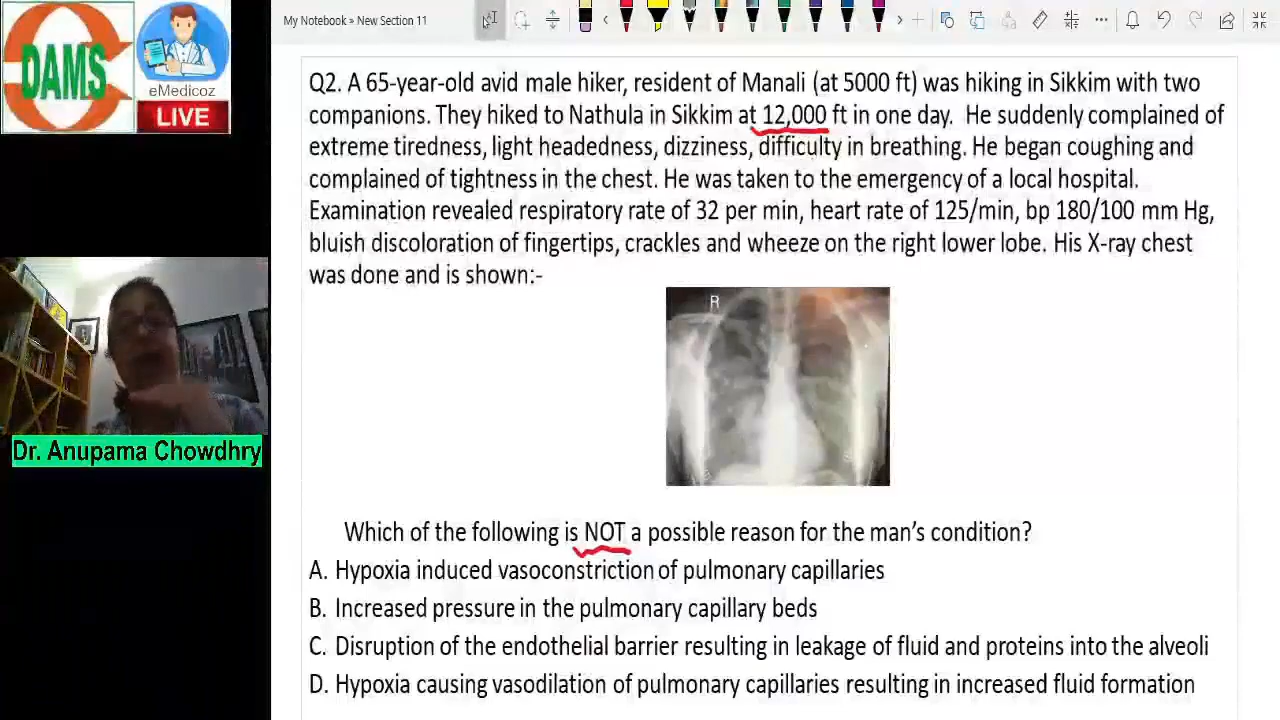 DAMS
eMedicoz
LIVE
My Notebook > New Section 11
Q2. A 65-year-old avid male hiker, resident of Manali (at 5000 ft) was hiking in Sikkim with two
companions. They hiked to Nathula in Sikkim at 12,000 ft in one day.  He suddenly complained of
extreme tiredness, light headedness, dizziness, difficulty in breathing. He began coughing and
complained of tightness in the chest. He was taken to the emergency of a local hospital.
Examination revealed respiratory rate of 32 per min, heart rate of 125/min, bp 180/100 mm Hg,
bluish discoloration of fingertips, crackles and wheeze on the right lower lobe. His X-ray chest
was done and is shown:-
R
Dr. Anupama Chowdhry
Which of the following is NOT a possible reason for the man’s condition?
A. Hypoxia induced vasoconstriction of pulmonary capillaries
B. Increased pressure in the pulmonary capillary beds
C. Disruption of the endothelial barrier resulting in leakage of fluid and proteins into the alveoli
D. Hypoxia causing vasodilation of pulmonary capillaries resulting in increased fluid formation